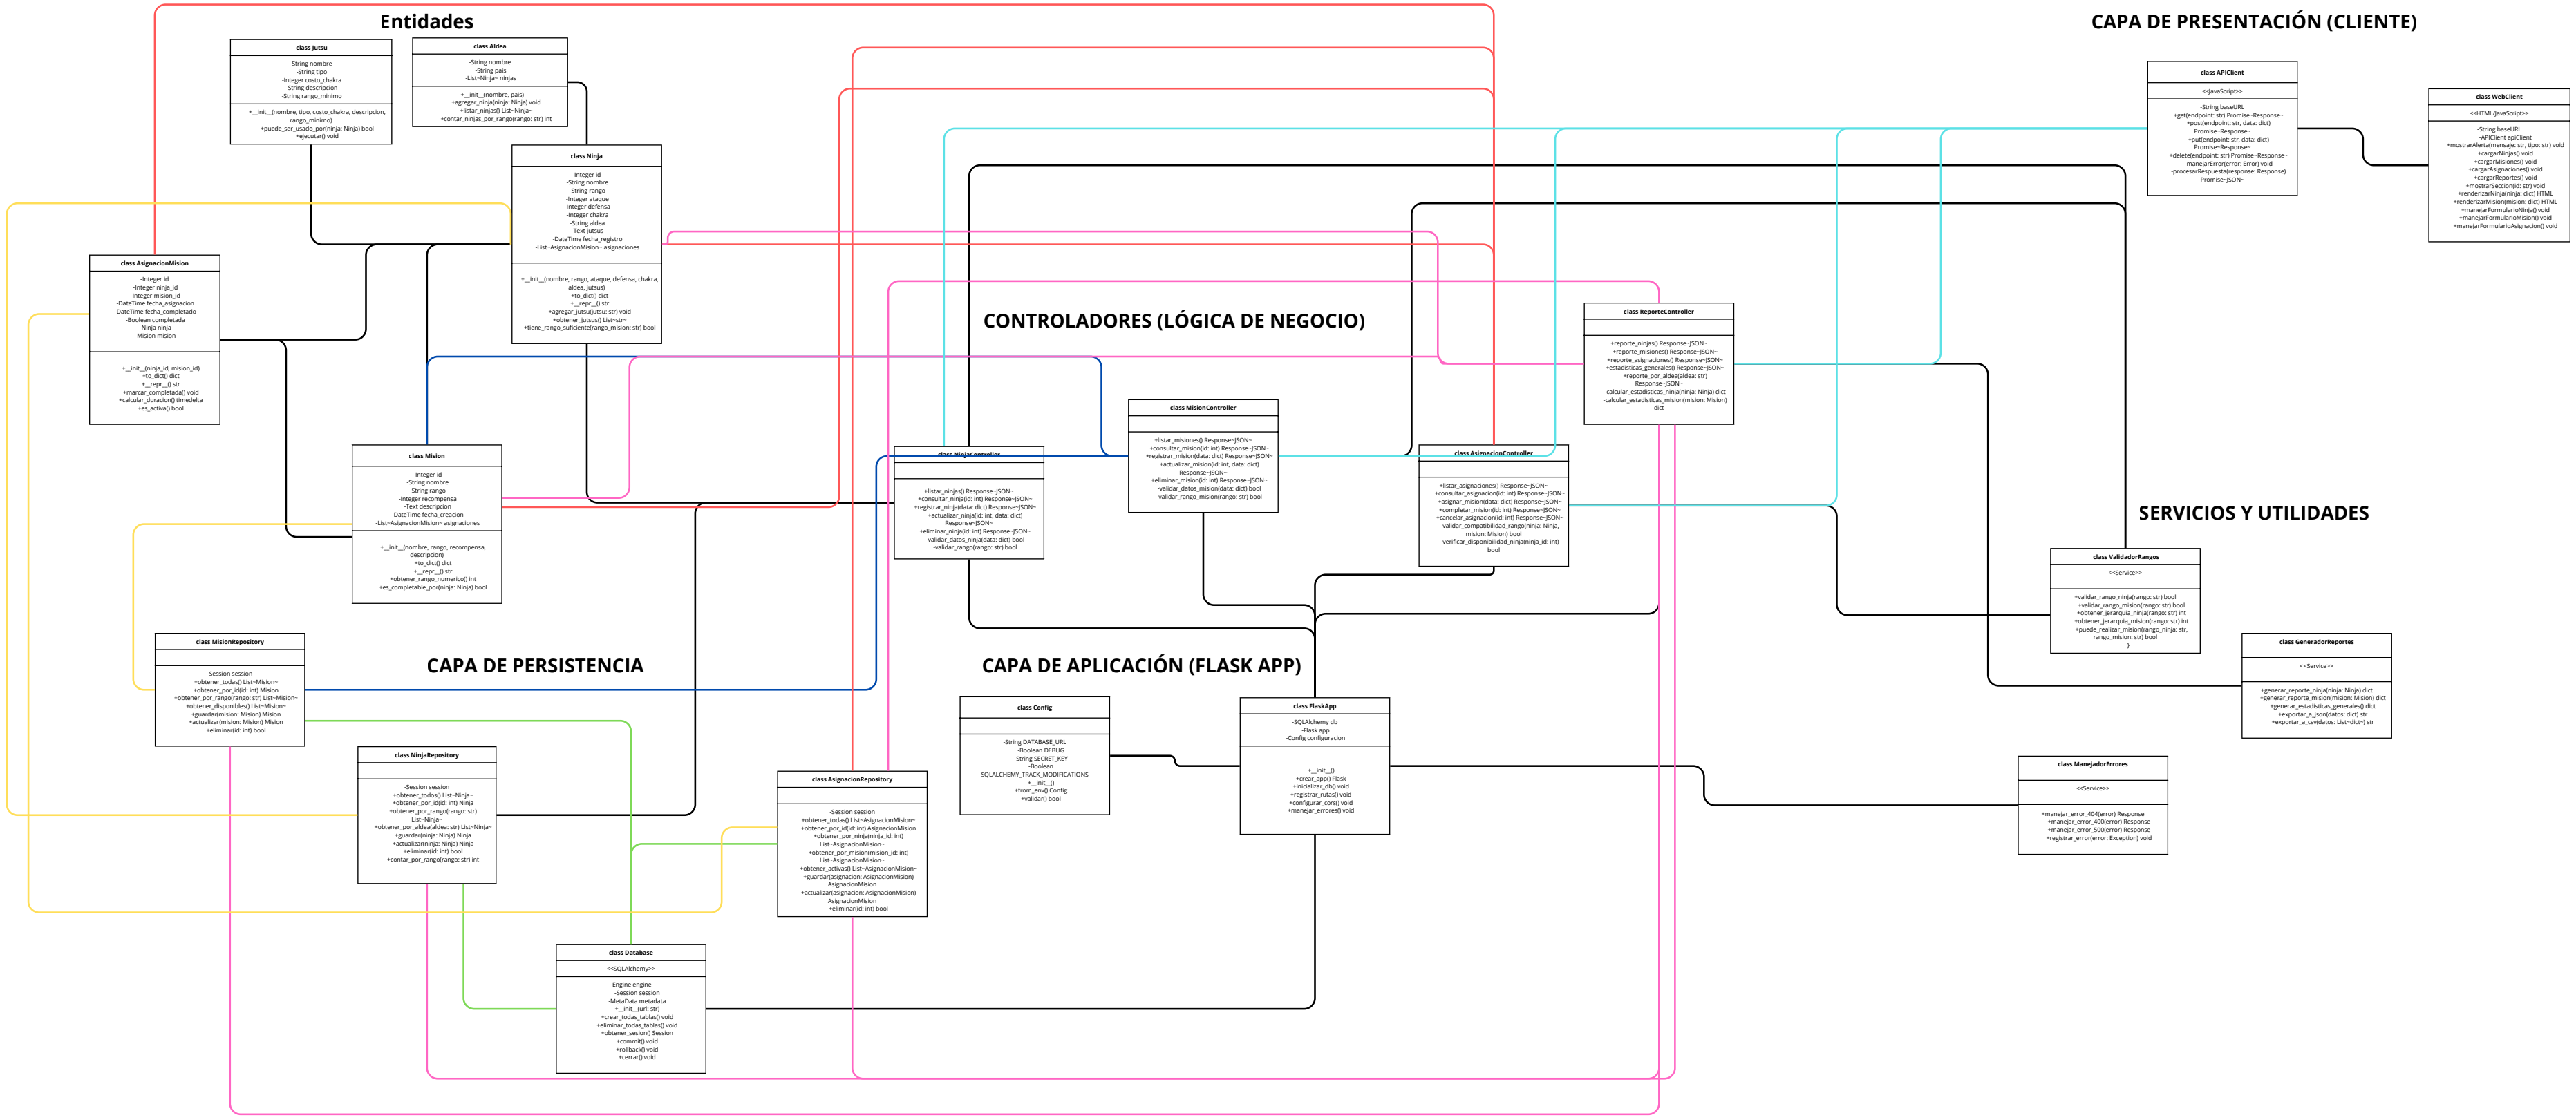 Entidades
CAPA DE PRESENTACIÓN (CLIENTE)
class Jutsu
-String nombre
-String tipo
-Integer costo_chakra
-String descripcion
-String rango_minimo
+__init__(nombre, tipo, costo_chakra, descripcion,
rango_minimo)
+puede_ser_usado_por(ninja: Ninja) bool
+ejecutar() void
class Aldea
-String nombre
-String pais
-List~Ninja~ ninjas
+__init__(nombre, pais)
+agregar_ninja(ninja: Ninja) void
+listar_ninjas() List~Ninja~
+contar_ninjas_por_rango(rango: str) int
class APIClient
<<JavaScript>>
-String baseURL
+get(endpoint: str) Promise~Response~
+post(endpoint: str, data: dict)
Promise~Response~
+put(endpoint: str, data: dict)
Promise~Response~
+delete(endpoint: str) Promise~Response~
-manejarError(error: Error) void
-procesarRespuesta(response: Response)
Promise~JSON~
class WebClient
<<HTML/JavaScript>>
-String baseURL
-APIClient apiClient
+mostrarAlerta(mensaje: str, tipo: str) void
+cargarNinjas() void
+cargarMisiones() void
+cargarAsignaciones() void
+cargarReportes() void
+mostrarSeccion(id: str) void
+renderizarNinja(ninja: dict) HTML
+renderizarMision(mision: dict) HTML
+manejarFormularioNinja() void
+manejarFormularioMision() void
+manejarFormularioAsignacion() void
class Ninja
-Integer id
-String nombre
-String rango
-Integer ataque
-Integer defensa
-Integer chakra
-String aldea
-Text jutsus
-DateTime fecha_registro
-List~AsignacionMision~ asignaciones
+__init__(nombre, rango, ataque, defensa, chakra,
aldea, jutsus)
+to_dict() dict
+__repr__() str
+agregar_jutsu(jutsu: str) void
+obtener_jutsus() List~str~
+tiene_rango_suficiente(rango_mision: str) bool
class AsignacionMision
-Integer id
-Integer ninja_id
-Integer mision_id
-DateTime fecha_asignacion
-DateTime fecha_completado
-Boolean completada
-Ninja ninja
-Mision mision
+__init__(ninja_id, mision_id)
+to_dict() dict
+__repr__() str
+marcar_completada() void
+calcular_duracion() timedelta
+es_activa() bool
CONTROLADORES (LÓGICA DE NEGOCIO)
class ReporteController
+reporte_ninjas() Response~JSON~
+reporte_misiones() Response~JSON~
+reporte_asignaciones() Response~JSON~
+estadisticas_generales() Response~JSON~
+reporte_por_aldea(aldea: str)
Response~JSON~
-calcular_estadisticas_ninja(ninja: Ninja) dict
-calcular_estadisticas_mision(mision: Mision)
dict
class Mision
-Integer id
-String nombre
-String rango
-Integer recompensa
-Text descripcion
-DateTime fecha_creacion
-List~AsignacionMision~ asignaciones
+__init__(nombre, rango, recompensa,
descripcion)
+to_dict() dict
+__repr__() str
+obtener_rango_numerico() int
+es_completable_por(ninja: Ninja) bool
class NinjaController
+listar_ninjas() Response~JSON~
+consultar_ninja(id: int) Response~JSON~
+registrar_ninja(data: dict) Response~JSON~
+actualizar_ninja(id: int, data: dict)
Response~JSON~
+eliminar_ninja(id: int) Response~JSON~
-validar_datos_ninja(data: dict) bool
-validar_rango(rango: str) bool
class MisionController
+listar_misiones() Response~JSON~
+consultar_mision(id: int) Response~JSON~
+registrar_mision(data: dict) Response~JSON~
+actualizar_mision(id: int, data: dict)
Response~JSON~
+eliminar_mision(id: int) Response~JSON~
-validar_datos_mision(data: dict) bool
-validar_rango_mision(rango: str) bool
class AsignacionController
+listar_asignaciones() Response~JSON~
+consultar_asignacion(id: int) Response~JSON~
+asignar_mision(data: dict) Response~JSON~
+completar_mision(id: int) Response~JSON~
+cancelar_asignacion(id: int) Response~JSON~
-validar_compatibilidad_rango(ninja: Ninja,
mision: Mision) bool
-verificar_disponibilidad_ninja(ninja_id: int)
bool
SERVICIOS Y UTILIDADES
class ValidadorRangos
<<Service>>
+validar_rango_ninja(rango: str) bool
+validar_rango_mision(rango: str) bool
+obtener_jerarquia_ninja(rango: str) int
+obtener_jerarquia_mision(rango: str) int
+puede_realizar_mision(rango_ninja: str,
rango_mision: str) bool
}
class GeneradorReportes
<<Service>>
+generar_reporte_ninja(ninja: Ninja) dict
+generar_reporte_mision(mision: Mision) dict
+generar_estadisticas_generales() dict
+exportar_a_json(datos: dict) str
+exportar_a_csv(datos: List~dict~) str
class MisionRepository
-Session session
+obtener_todas() List~Mision~
+obtener_por_id(id: int) Mision
+obtener_por_rango(rango: str) List~Mision~
+obtener_disponibles() List~Mision~
+guardar(mision: Mision) Mision
+actualizar(mision: Mision) Mision
+eliminar(id: int) bool
CAPA DE PERSISTENCIA
CAPA DE APLICACIÓN (FLASK APP)
class Config
-String DATABASE_URL
-Boolean DEBUG
-String SECRET_KEY
-Boolean
SQLALCHEMY_TRACK_MODIFICATIONS
+__init__()
+from_env() Config
+validar() bool
class FlaskApp
-SQLAlchemy db
-Flask app
-Config configuracion
+__init__()
+crear_app() Flask
+inicializar_db() void
+registrar_rutas() void
+configurar_cors() void
+manejar_errores() void
class NinjaRepository
-Session session
+obtener_todos() List~Ninja~
+obtener_por_id(id: int) Ninja
+obtener_por_rango(rango: str)
List~Ninja~
+obtener_por_aldea(aldea: str) List~Ninja~
+guardar(ninja: Ninja) Ninja
+actualizar(ninja: Ninja) Ninja
+eliminar(id: int) bool
+contar_por_rango(rango: str) int
class AsignacionRepository
-Session session
+obtener_todas() List~AsignacionMision~
+obtener_por_id(id: int) AsignacionMision
+obtener_por_ninja(ninja_id: int)
List~AsignacionMision~
+obtener_por_mision(mision_id: int)
List~AsignacionMision~
+obtener_activas() List~AsignacionMision~
+guardar(asignacion: AsignacionMision)
AsignacionMision
+actualizar(asignacion: AsignacionMision)
AsignacionMision
+eliminar(id: int) bool
class ManejadorErrores
<<Service>>
+manejar_error_404(error) Response
+manejar_error_400(error) Response
+manejar_error_500(error) Response
+registrar_error(error: Exception) void
class Database
<<SQLAlchemy>>
-Engine engine
-Session session
-MetaData metadata
+__init__(url: str)
+crear_todas_tablas() void
+eliminar_todas_tablas() void
+obtener_sesion() Session
+commit() void
+rollback() void
+cerrar() void